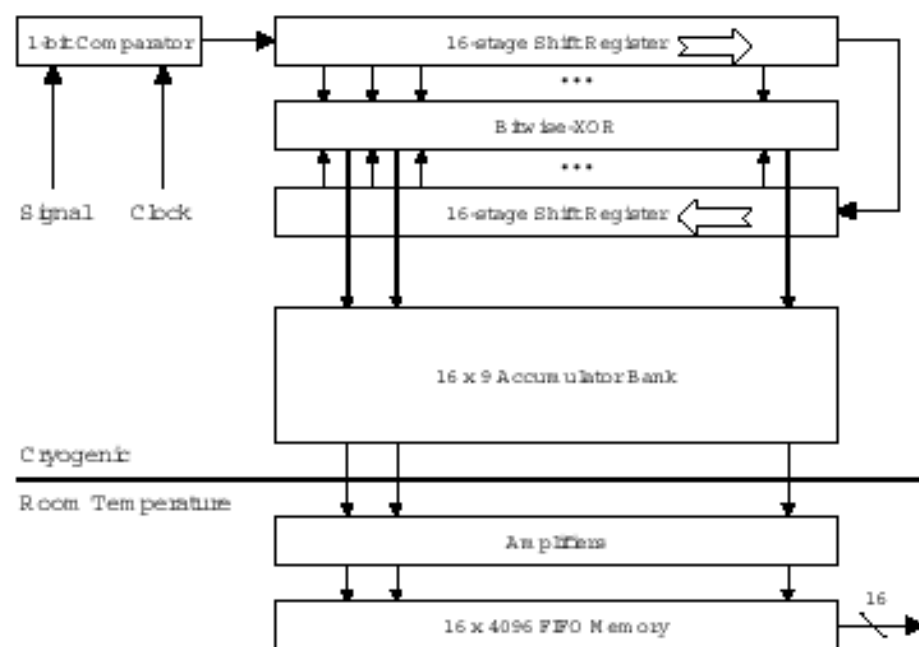 1-bit Comparator
16-stage Shift Register
...
Bitwise-XOR
...
Signal
Clock
16-stage Shift Register
16 x 9 Accumulator Bank
Cryogenic
Room Temperature
Amplifiers
16
16 x 4096 FIFO Memory